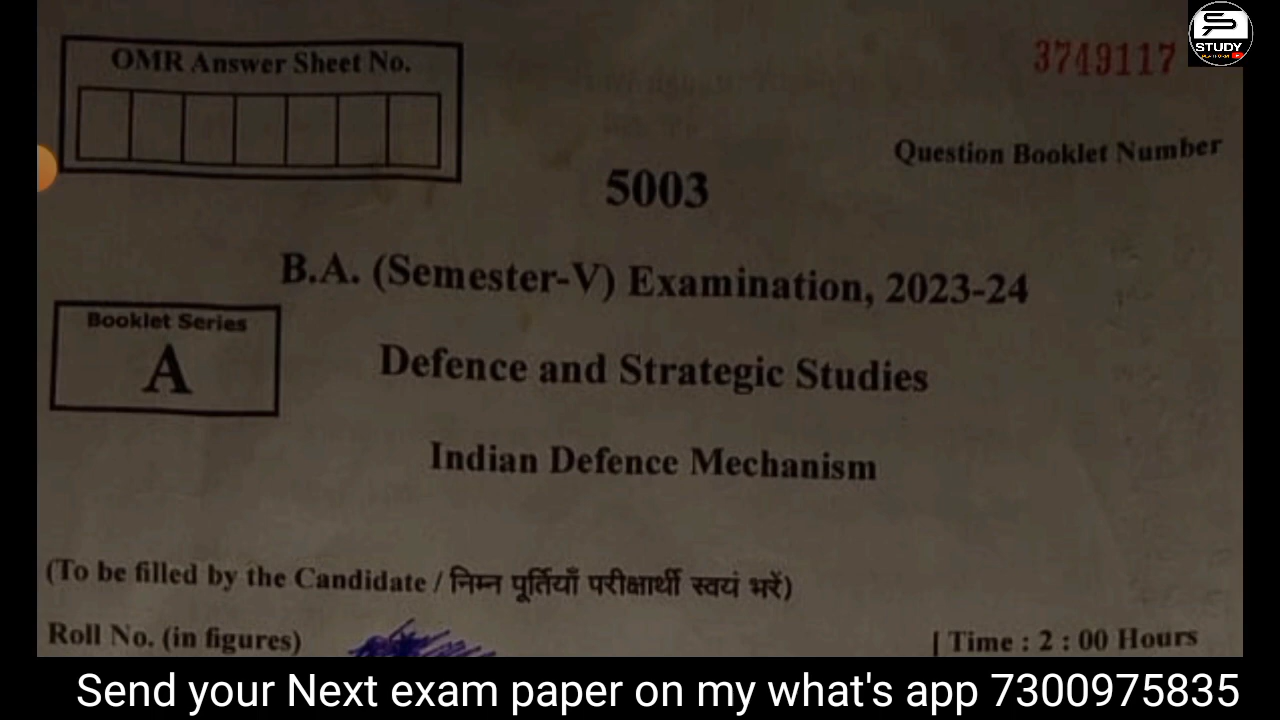 OMR Answer Sheet No.
3749117
STUDY
Question Booklet Number
5003
B.A. (Semester-V) Examination, 2023-24
Booklet Series
A
Defence and Strategic Studies
Indian Defence Mechanism
(To be filled by the Candidate / निम्न पूर्तियाँ परीक्षार्थी स्वयं भरें)
Roll No. (in figures)
[ Time : 2 : 00 Hours
Send your Next exam paper on my what's app 7300975835